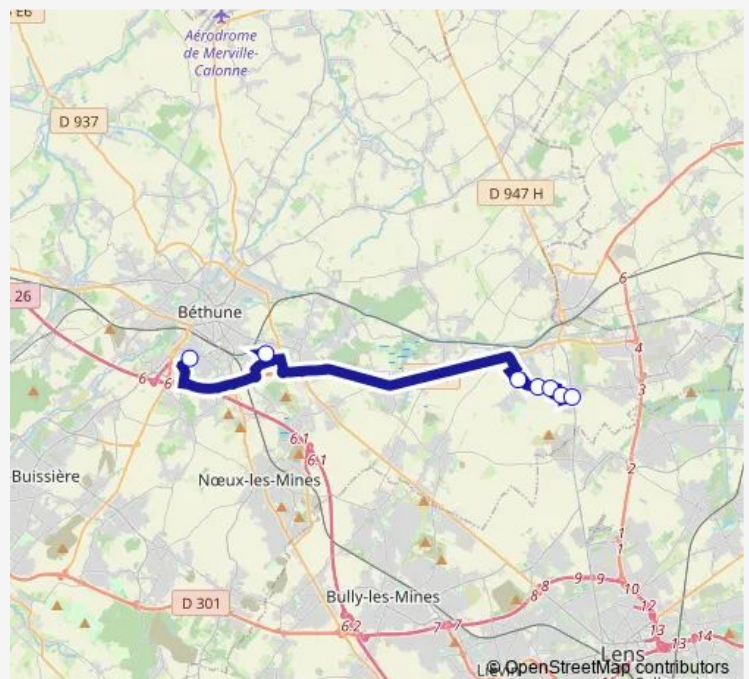 E6
Aérodrome
de Merville-
Calonne
D 937
D 947 H
6
26
Béthune
4
3
6
6
6.1
6.1
2
Buissière
Nœux-les-Mines
1
1
8
8
9
9
10
12
D 301
Bully-les-Mines
6.2
7
7
13
13
14
Lens
© OpenStreetMap contributors